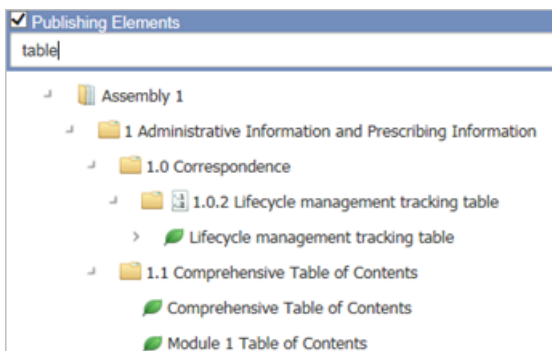 Publishing Elements
table
Assembly 1
1 Administrative Information and Prescribing Information
1.0 Correspondence
1.0.2 Lifecycle management tracking table
Lifecycle management tracking table
1.1 Comprehensive Table of Contents
Comprehensive Table of Contents
Module 1 Table of Contents